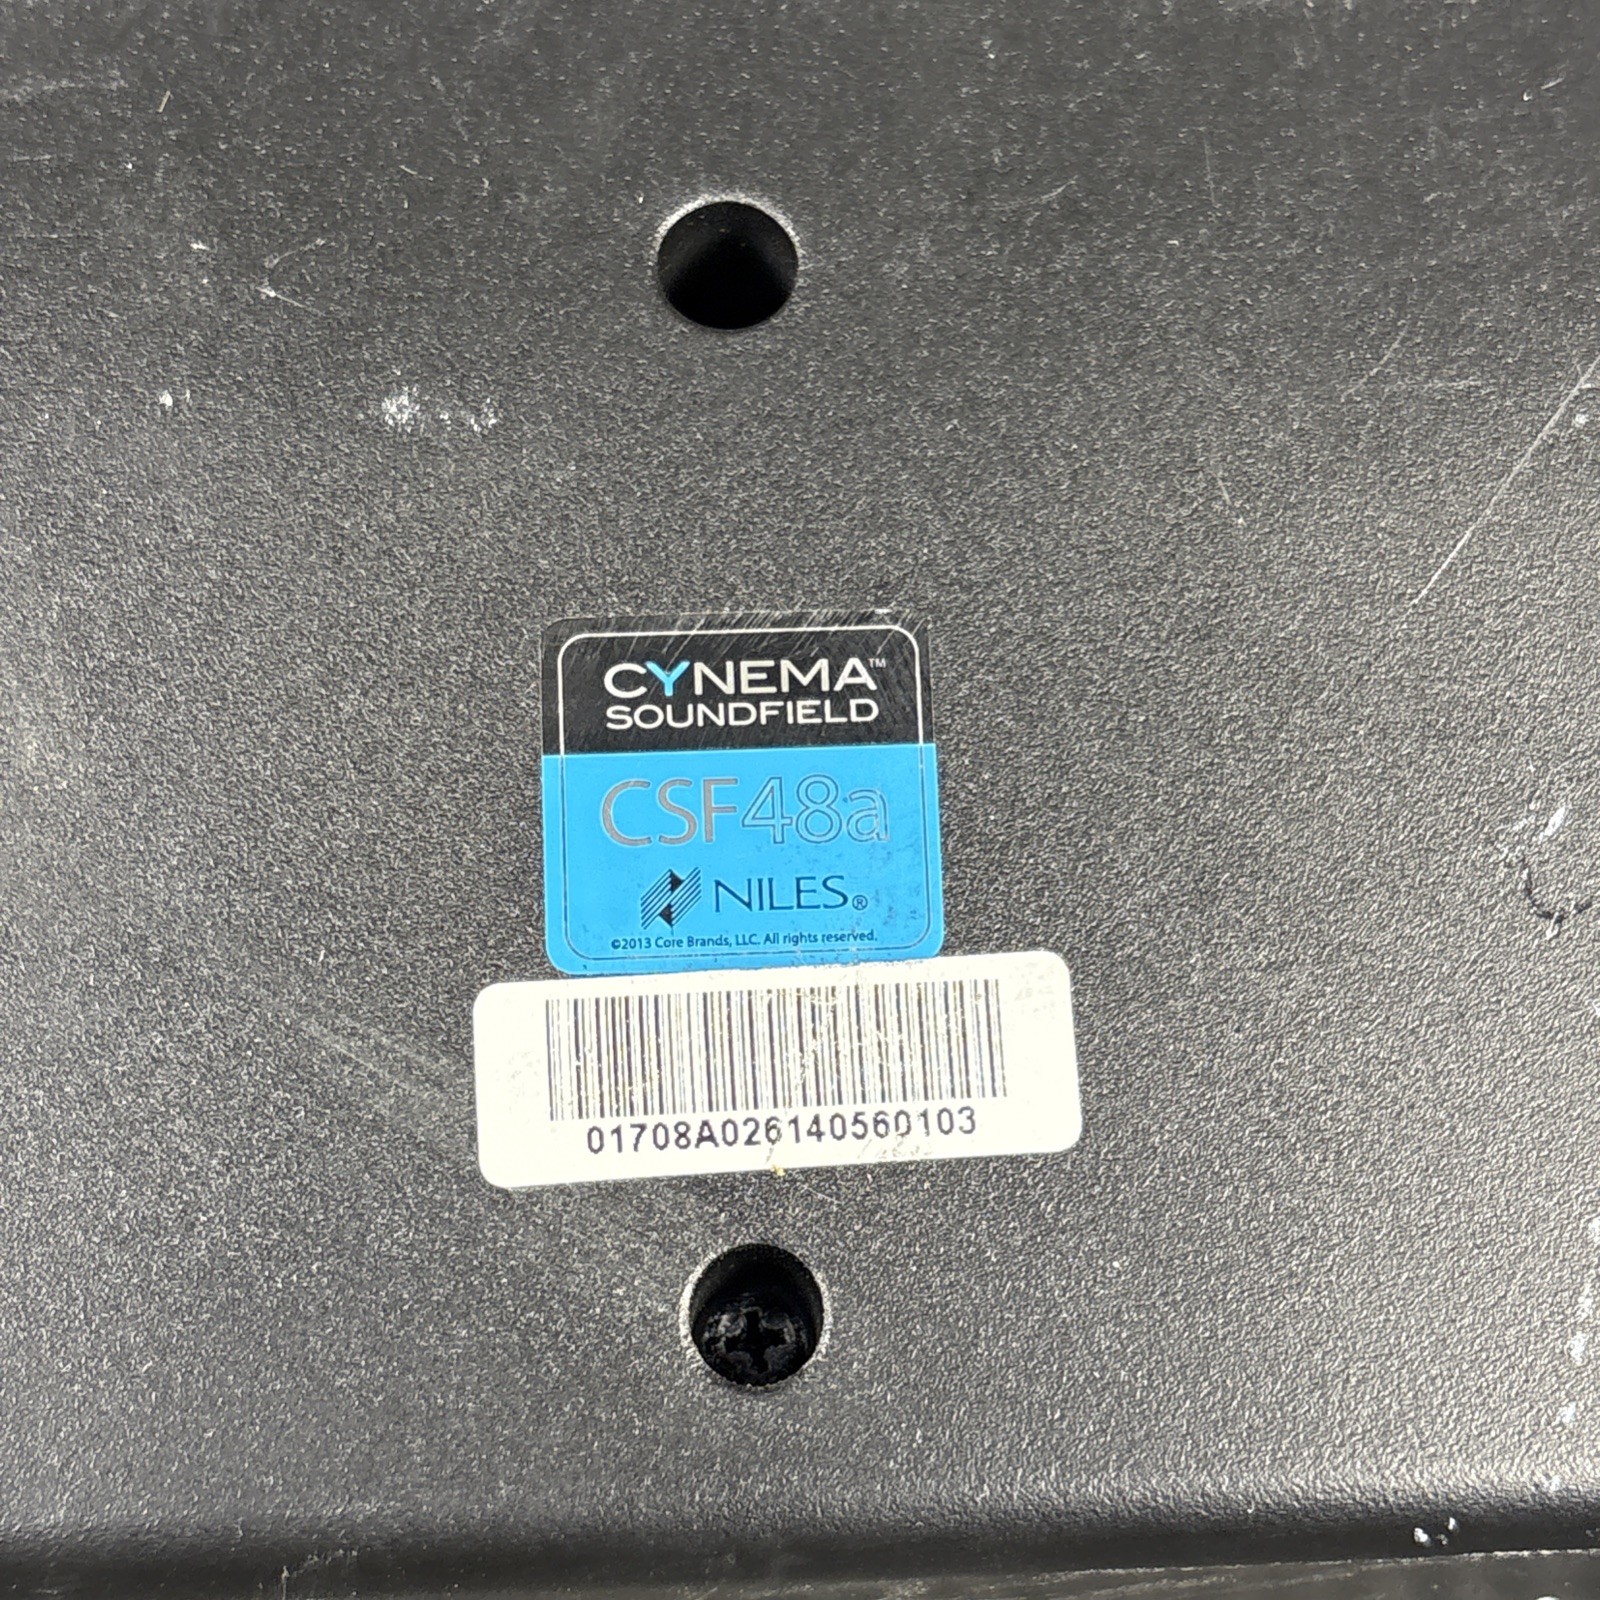 CYNEMA™
SOUNDFIELD
CSF48a
NILES®
©2013 Core Brands, LLC. All rights reserved.
01708A026140560103